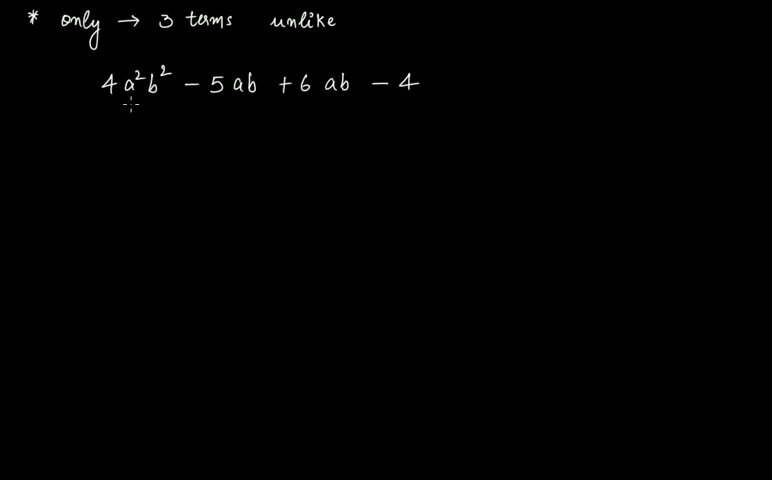 * only → 3 terms unlike
4a²b² - 5ab + 6ab - 4